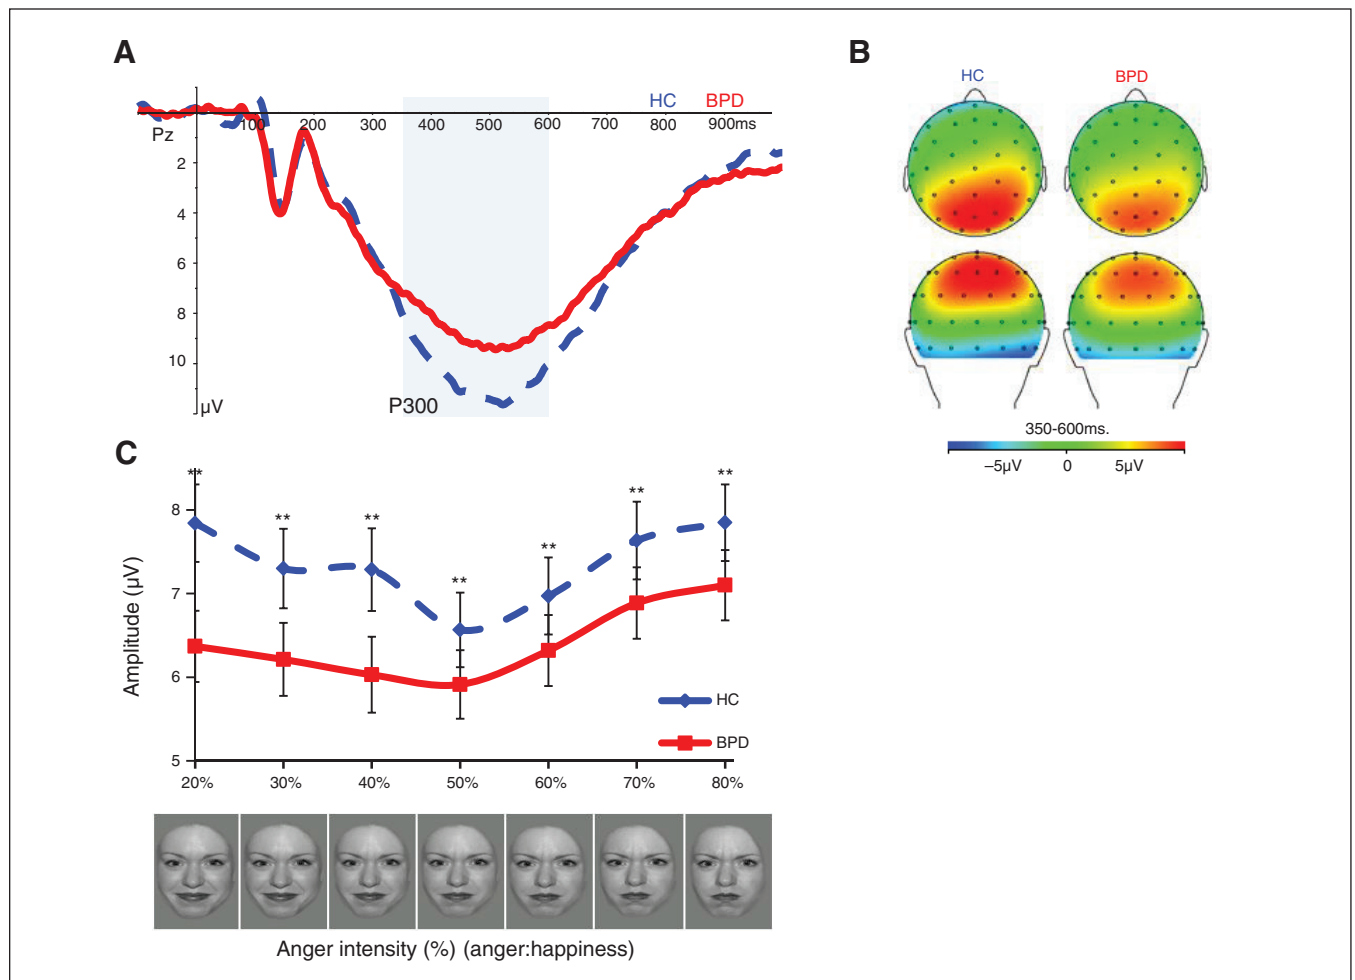 A
HC BPD
Pz
100 200 300 400 500 600 700 800 900ms
2
4
6
8
10
µV
P300
B
HC BPD
350-600ms.
–5µV 0 5µV
C
** ** ** ** ** ** **
Amplitude (µV)
8
7
6
5
HC
BPD
20% 30% 40% 50% 60% 70% 80%
Anger intensity (%) (anger:happiness)